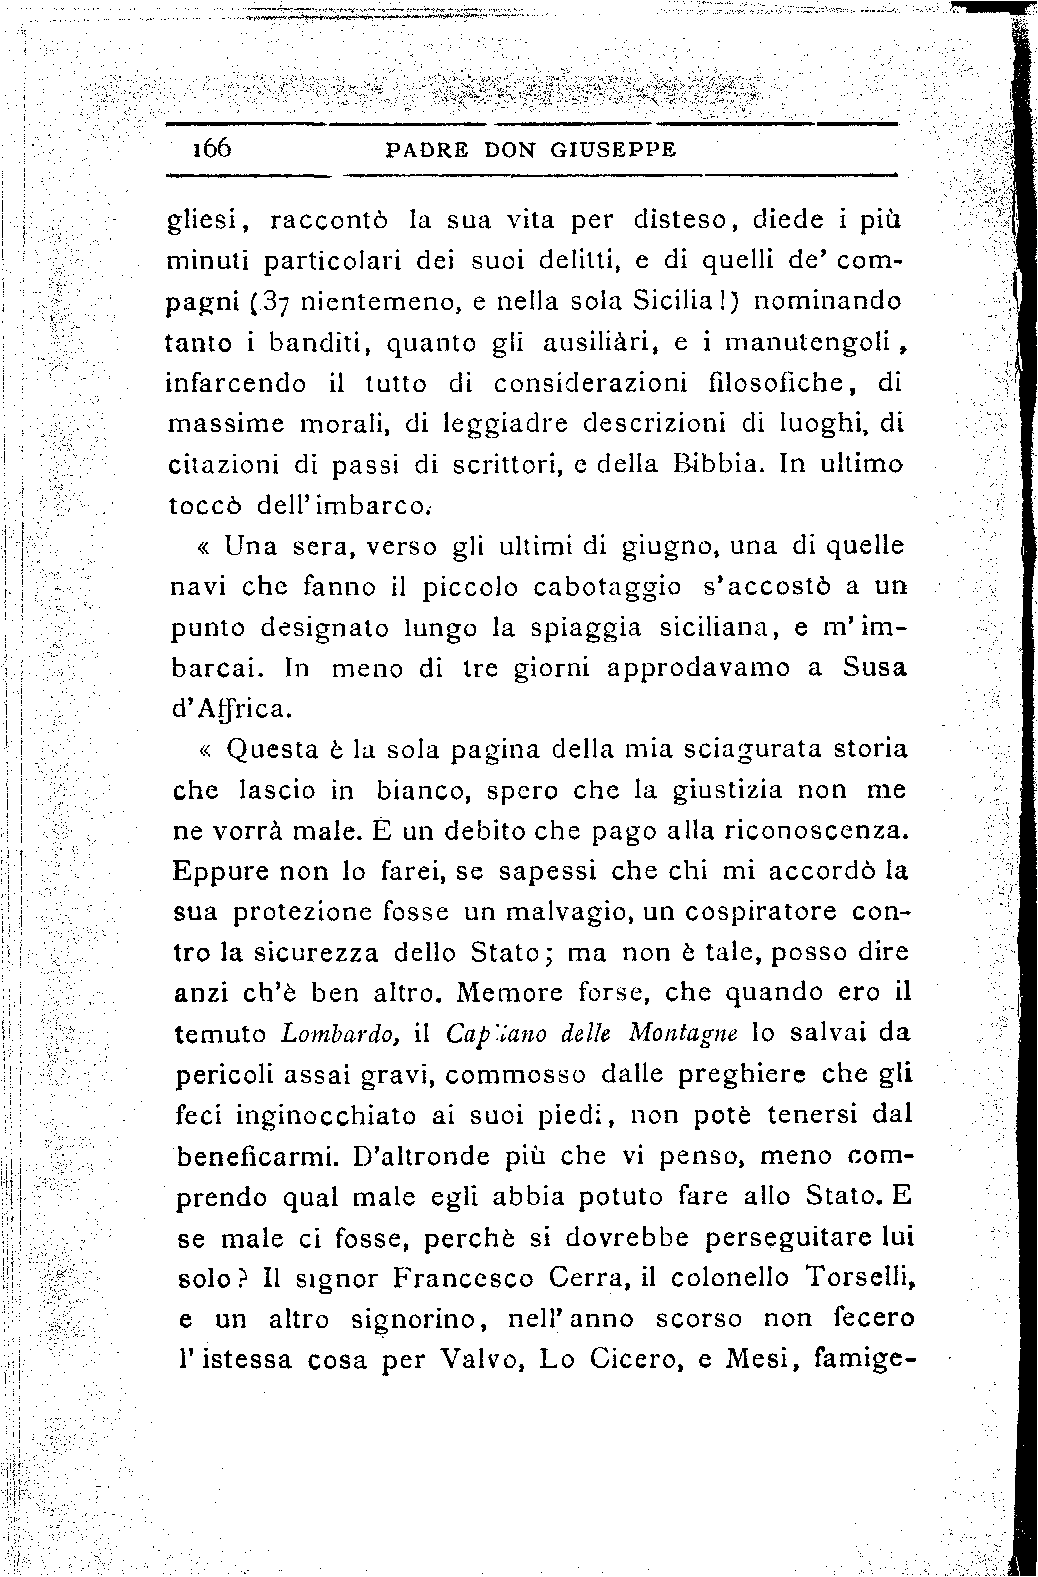 166 PADRE DON GIUSEPPE
gliesi, raccontò la sua vita per disteso, diede i più
minuti particolari dei suoi delitti, e di quelli de' com-
pagni (37 nientemeno, e nella sola Sicilia!) nominando
tanto i banditi, quanto gli ausiliàri, e i manutengoli,
infarcendo il tutto di considerazioni filosofiche, di
massime morali, di leggiadre descrizioni di luoghi, di
citazioni di passi di scrittori, e della Bibbia. In ultimo
toccò dell'imbarco.
« Una sera, verso gli ultimi di giugno, una di quelle
navi che fanno il piccolo cabotaggio s'accostò a un
punto designato lungo la spiaggia siciliana, e m'im-
barcai. In meno di tre giorni approdavamo a Susa
d'Affrica.
« Questa è la sola pagina della mia sciagurata storia
che lascio in bianco, spero che la giustizia non me
ne vorrà male. È un debito che pago alla riconoscenza.
Eppure non lo farei, se sapessi che chi mi accordò la
sua protezione fosse un malvagio, un cospiratore con-
tro la sicurezza dello Stato; ma non è tale, posso dire
anzi ch'è ben altro. Memore forse, che quando ero il
temuto Lombardo, il Capitano delle Montagne lo salvai da
pericoli assai gravi, commosso dalle preghiere che gli
feci inginocchiato ai suoi piedi, non potè tenersi dal
beneficarmi. D'altronde più che vi penso, meno com-
prendo qual male egli abbia potuto fare allo Stato. E
se male ci fosse, perchè si dovrebbe perseguitare lui
solo? Il signor Francesco Cerra, il colonello Torselli,
e un altro signorino, nell'anno scorso non fecero
l'istessa cosa per Valvo, Lo Cicero, e Mesi, famige-